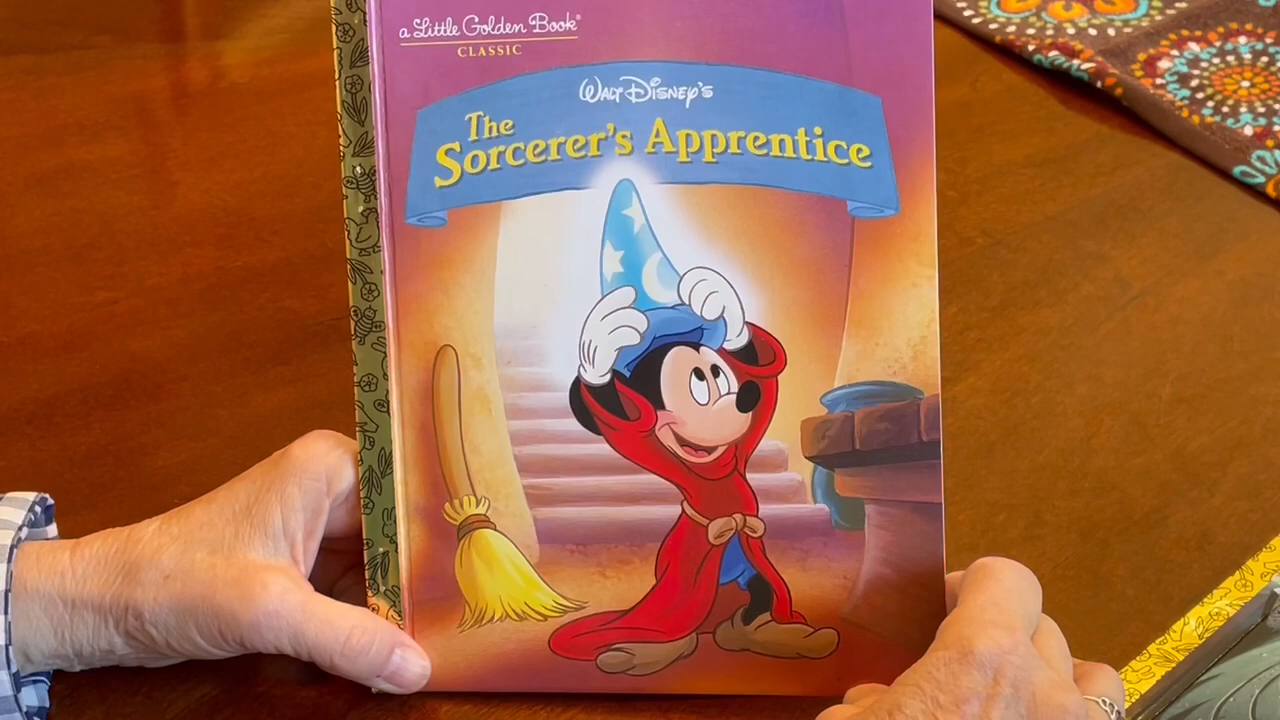 a Little Golden Book®
CLASSIC
WALT DISNEY'S
The
Sorcerer's Apprentice